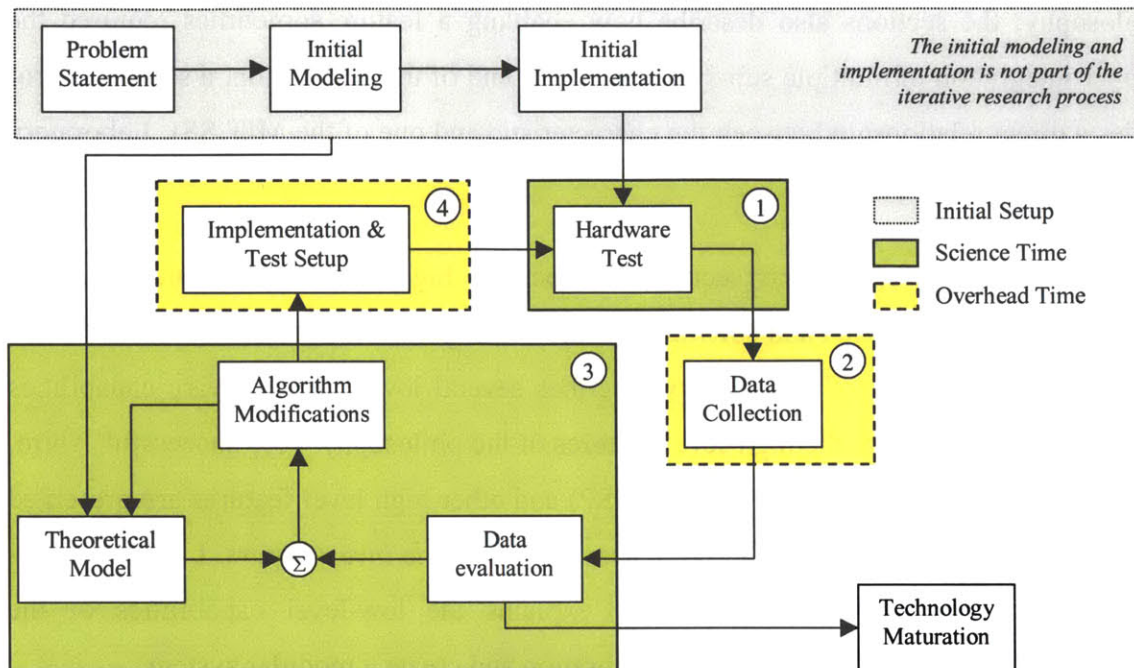 Problem
Statement
Initial
Modeling
Initial
Implementation
The initial modeling and
implementation is not part of the
iterative research process
4
Implementation &
Test Setup
1
Hardware
Test
Initial Setup
Science Time
Overhead Time
3
Algorithm
Modifications
2
Data
Collection
Theoretical
Model
Σ
Data
evaluation
Technology
Maturation